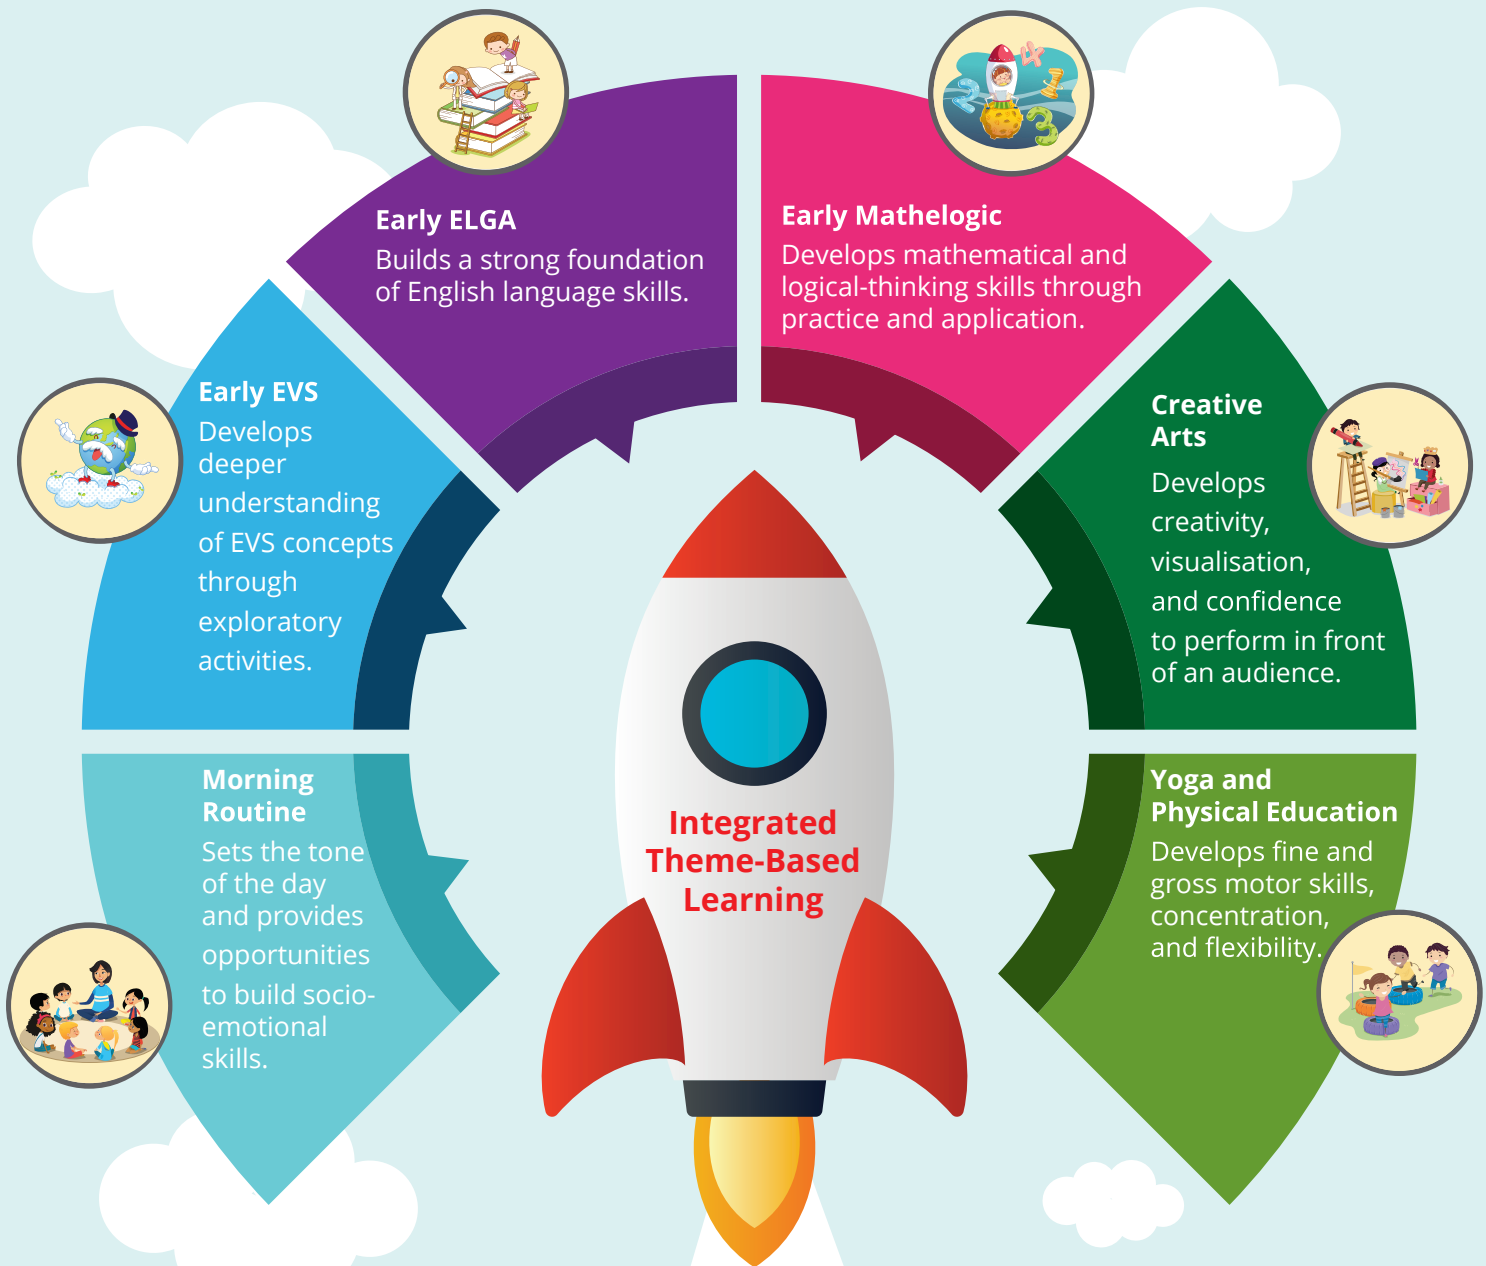 Early ELGA
Builds a strong foundation
of English language skills.
Early Mathelogic
Develops mathematical and
logical-thinking skills through
practice and application.
Early EVS
Develops
deeper
understanding
of EVS concepts
through
exploratory
activities.
Creative
Arts
Develops
creativity,
visualisation,
and confidence
to perform in front
of an audience.
Morning
Routine
Sets the tone
of the day
and provides
opportunities
to build socio-
emotional
skills.
Integrated
Theme-Based
Learning
Yoga and
Physical Education
Develops fine and
gross motor skills,
concentration,
and flexibility.
2
4
1
3